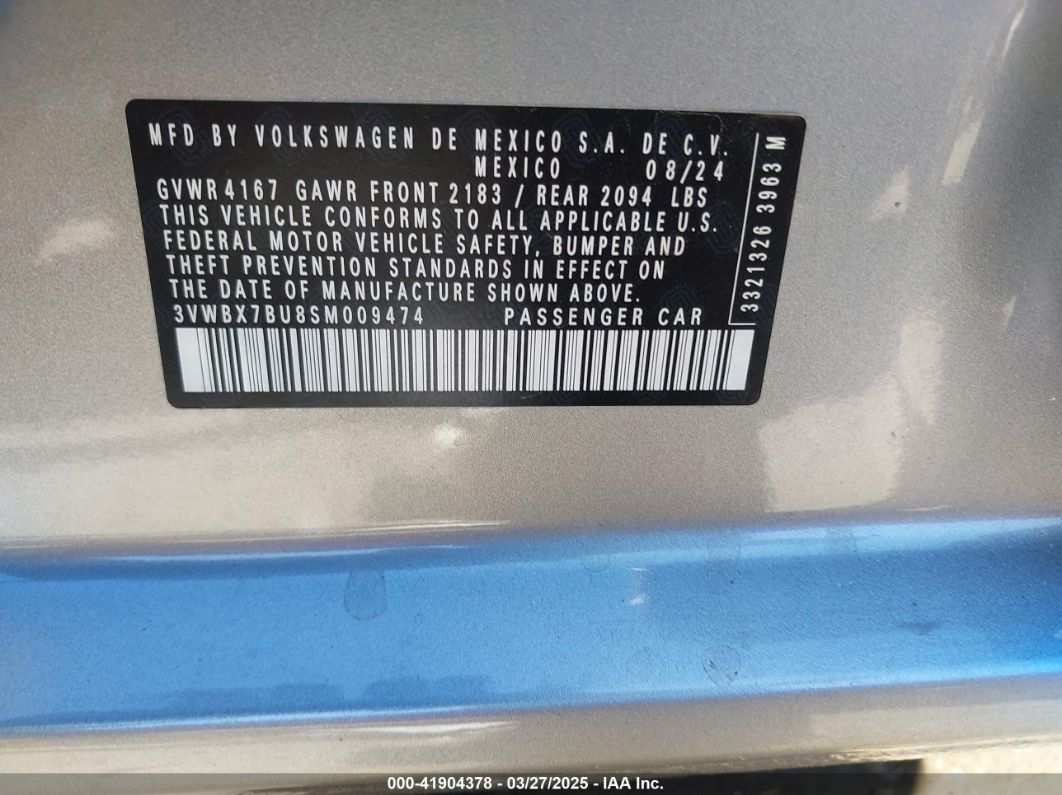 MFD BY VOLKSWAGEN DE MEXICO S.A. DE C.V.
MEXICO 08/24
GVWR 4167 GAWR FRONT 2183 / REAR 2094 LBS
THIS VEHICLE CONFORMS TO ALL APPLICABLE U.S.
FEDERAL MOTOR VEHICLE SAFETY, BUMPER AND
THEFT PREVENTION STANDARDS IN EFFECT ON
THE DATE OF MANUFACTURE SHOWN ABOVE.
3VWBX7BU8SM009474 PASSENGER CAR
3321326 3963 M
000-41904378 - 03/27/2025 - IAA Inc.